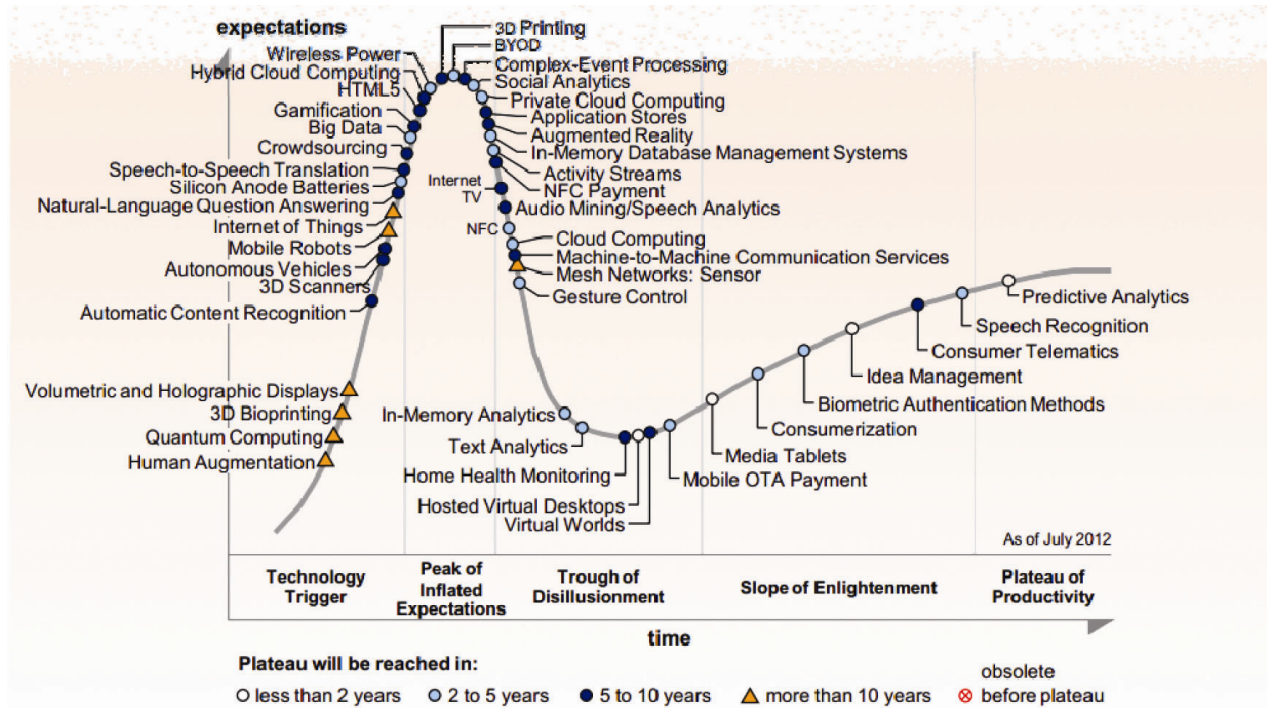 expectations
3D Printing
BYOD
Wireless Power
Complex-Event Processing
Hybrid Cloud Computing
Social Analytics
HTML5
Private Cloud Computing
Gamification
Application Stores
Big Data
Augmented Reality
Crowdsourcing
In-Memory Database Management Systems
Speech-to-Speech Translation
Activity Streams
Silicon Anode Batteries
Internet
TV
NFC Payment
Natural-Language Question Answering
Audio Mining/Speech Analytics
Internet of Things
NFC
Cloud Computing
Mobile Robots
Machine-to-Machine Communication Services
Autonomous Vehicles
Mesh Networks: Sensor
3D Scanners
Gesture Control
Predictive Analytics
Automatic Content Recognition
Speech Recognition
Consumer Telematics
Idea Management
Volumetric and Holographic Displays
Biometric Authentication Methods
3D Bioprinting
In-Memory Analytics
Consumerization
Quantum Computing
Text Analytics
Media Tablets
Human Augmentation
Home Health Monitoring
Mobile OTA Payment
Hosted Virtual Desktops
Virtual Worlds
As of July 2012
Technology
Trigger
Peak of
Inflated
Expectations
Trough of
Disillusionment
Slope of Enlightenment
Plateau of
Productivity
time
Plateau will be reached in:
less than 2 years
2 to 5 years
5 to 10 years
more than 10 years
obsolete
before plateau